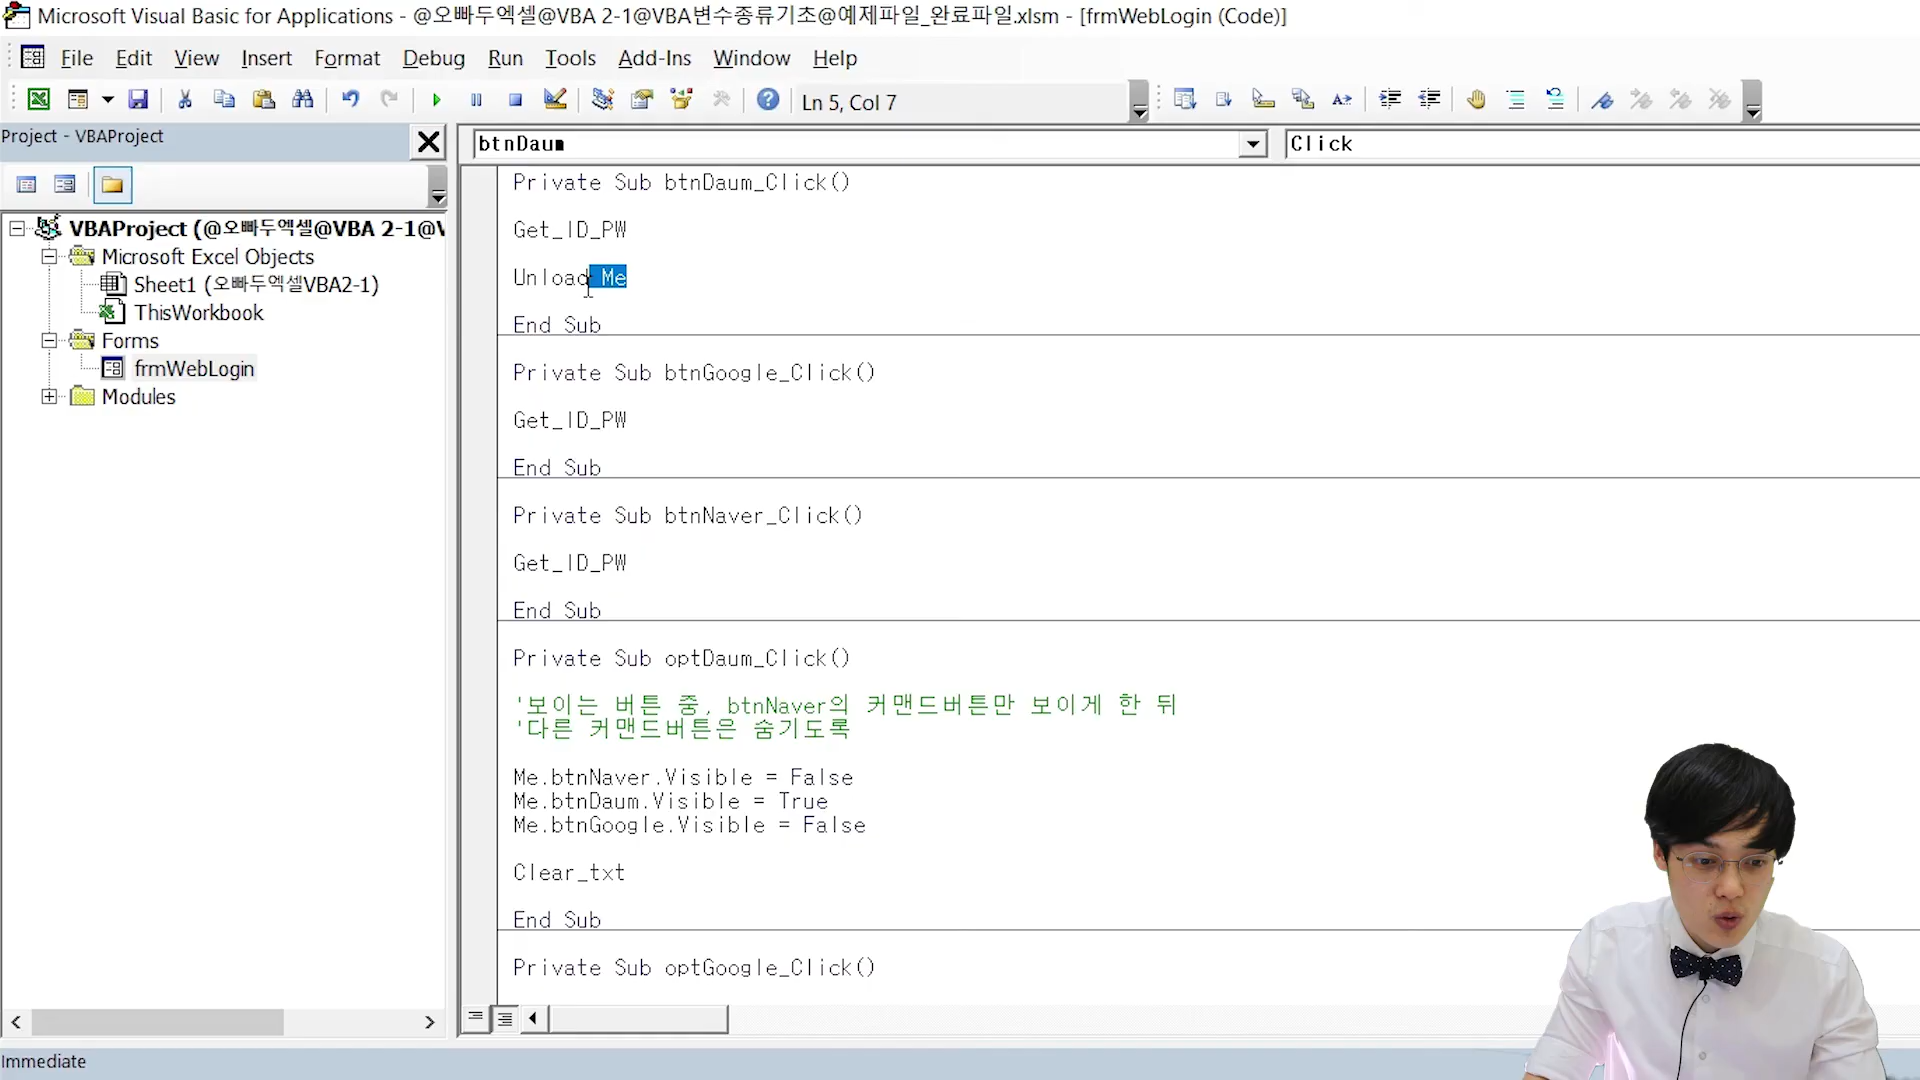 Microsoft Visual Basic for Applications - @오빠두엑셀@VBA 2-1@VBA변수종류기초@예제파일_완료파일.xlsm - [frmWebLogin (Code)]
File Edit View Insert Format Debug Run Tools Add-Ins Window Help
Ln 5, Col 7
Project - VBAProject
btnDaum
Click
VBAProject (@오빠두엑셀@VBA 2-1@V
Microsoft Excel Objects
Sheet1 (오빠두엑셀VBA2-1)
ThisWorkbook
Forms
frmWebLogin
Modules
Private Sub btnDaum_Click()
Get_ID_PW
Unload Me
End Sub
Private Sub btnGoogle_Click()
Get_ID_PW
End Sub
Private Sub btnNaver_Click()
Get_ID_PW
End Sub
Private Sub optDaum_Click()
'보이는 버튼 중, btnNaver의 커맨드버튼만 보이게 한 뒤
'다른 커맨드버튼은 숨기도록
Me.btnNaver.Visible = False
Me.btnDaum.Visible = True
Me.btnGoogle.Visible = False
Clear_txt
End Sub
Private Sub optGoogle_Click()
Immediate